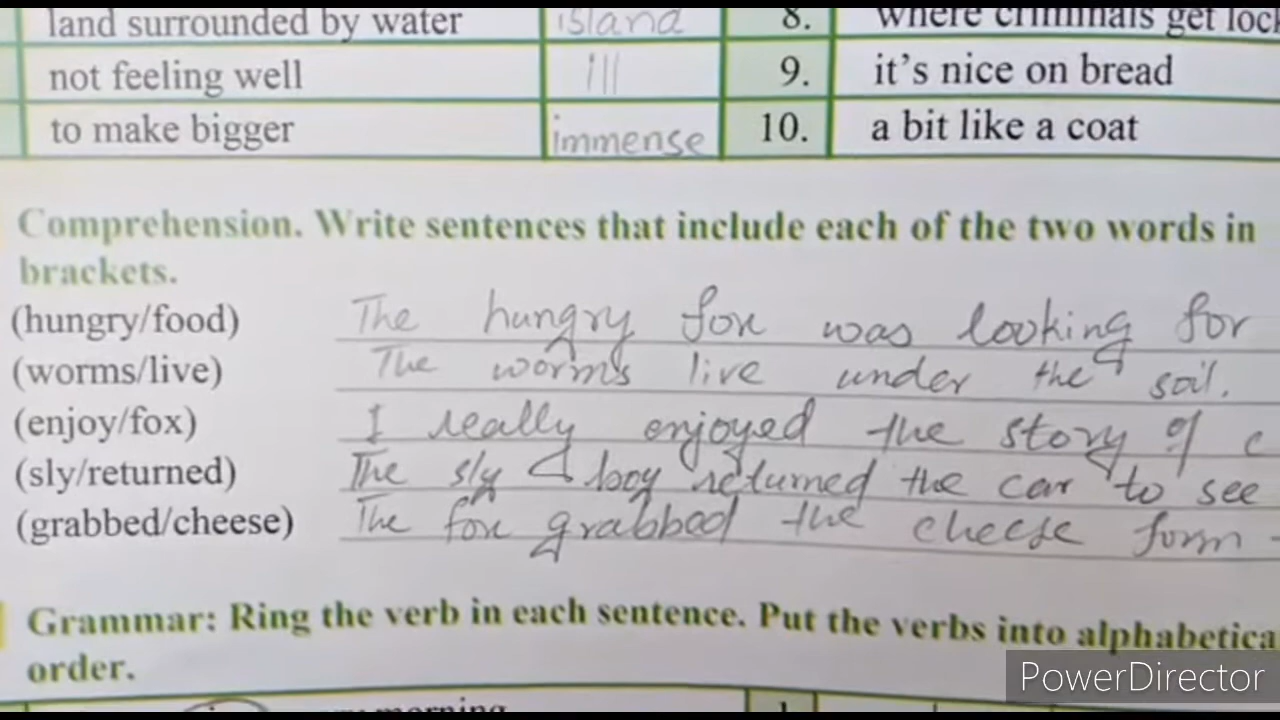 land surrounded by water island 8. where criminals get loc
not feeling well ill 9. it's nice on bread
to make bigger immense 10. a bit like a coat
Comprehension. Write sentences that include each of the two words in
brackets.
(hungry/food) The hungry fox was looking for
(worms/live) The worms live under the soil.
(enjoy/fox) I really enjoyed the story of
(sly/returned) The sly boy returned the car to see
(grabbed/cheese) The fox grabbed the cheese form
Grammar: Ring the verb in each sentence. Put the verbs into alphabetica
order.
morning
PowerDirector